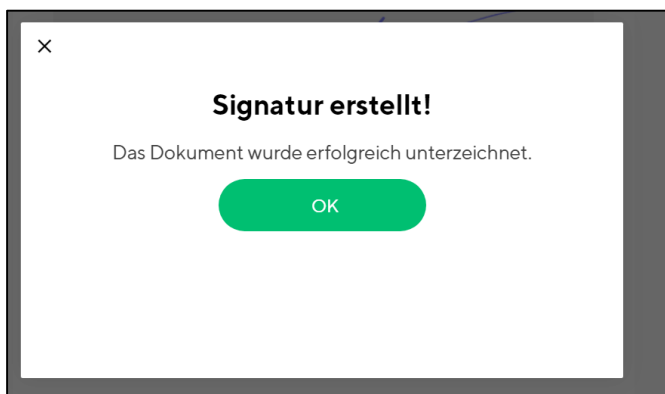 Signatur erstellt!
Das Dokument wurde erfolgreich unterzeichnet.
OK